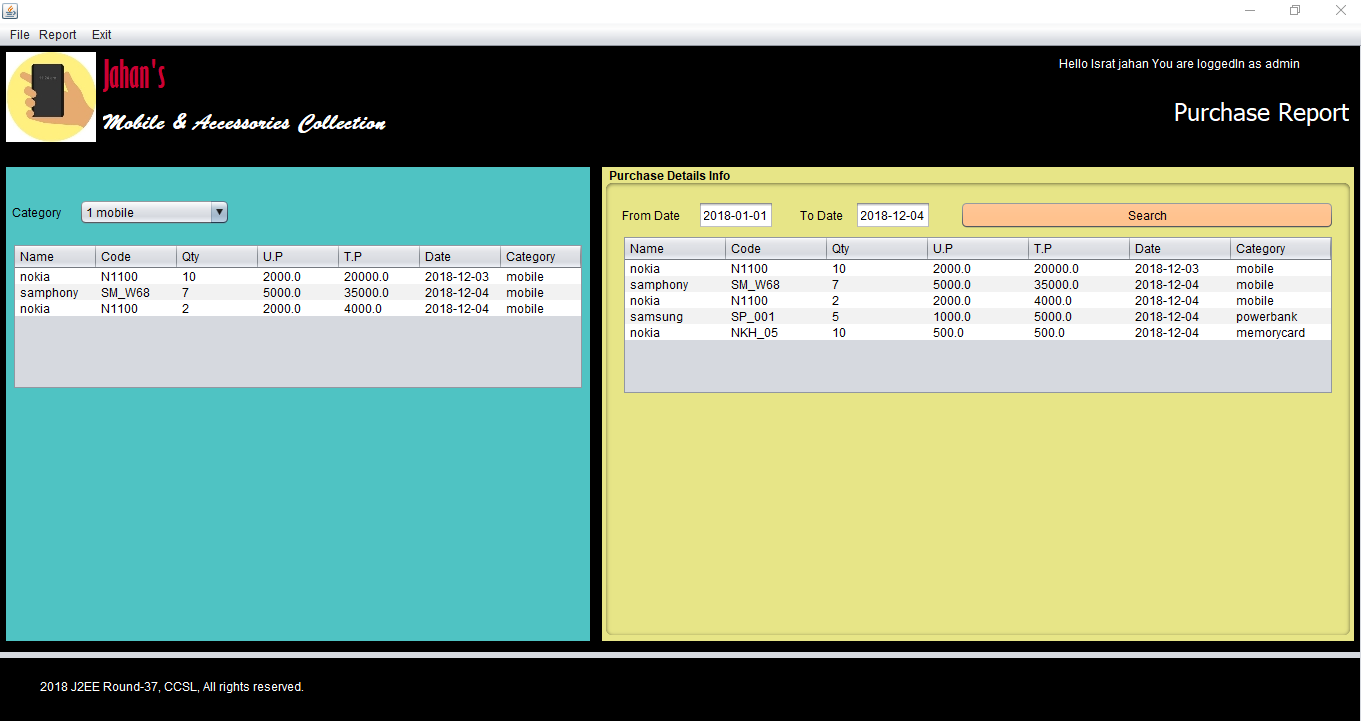 File Report Exit
Jahan's
Mobile & Accessories Collection
Hello Israt jahan You are loggedIn as admin
Purchase Report
Category 1 mobile
Name Code Qty U.P T.P Date Category
nokia N1100 10 2000.0 20000.0 2018-12-03 mobile
samphony SM_W68 7 5000.0 35000.0 2018-12-04 mobile
nokia N1100 2 2000.0 4000.0 2018-12-04 mobile
Purchase Details Info
From Date 2018-01-01 To Date 2018-12-04 Search
Name Code Qty U.P T.P Date Category
nokia N1100 10 2000.0 20000.0 2018-12-03 mobile
samphony SM_W68 7 5000.0 35000.0 2018-12-04 mobile
nokia N1100 2 2000.0 4000.0 2018-12-04 mobile
samsung SP_001 5 1000.0 5000.0 2018-12-04 powerbank
nokia NKH_05 10 500.0 500.0 2018-12-04 memorycard
2018 J2EE Round-37, CCSL, All rights reserved.